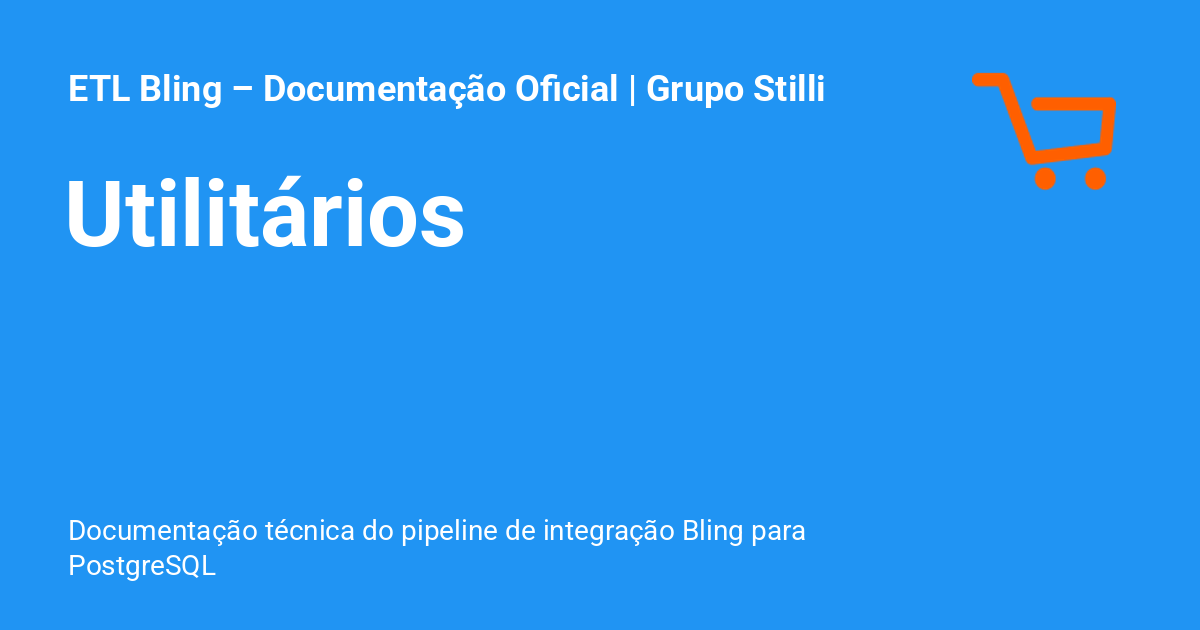 ETL Bling – Documentação Oficial | Grupo Stilli
Utilitários
Documentação técnica do pipeline de integração Bling para
PostgreSQL